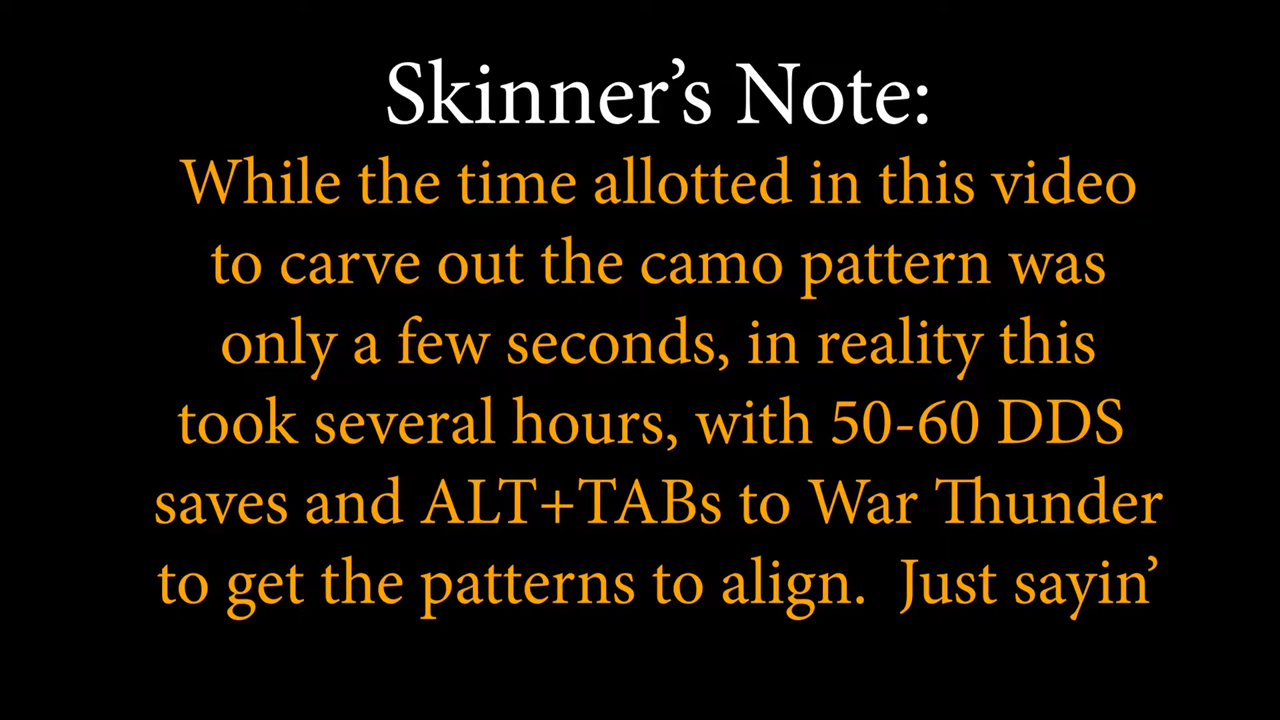 Skinner’s Note:
While the time allotted in this video
to carve out the camo pattern was
only a few seconds, in reality this
took several hours, with 50-60 DDS
saves and ALT+TABs to War Thunder
to get the patterns to align.  Just sayin’